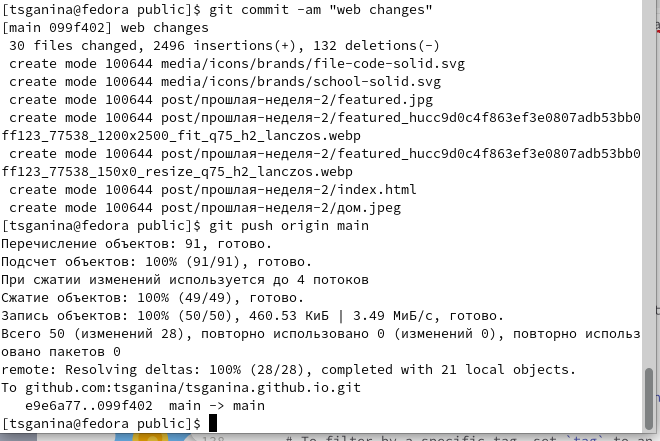 [tsganina@fedora public]$ git commit -am "web changes"
[main 099f402] web changes
 30 files changed, 2496 insertions(+), 132 deletions(-)
 create mode 100644 media/icons/brands/file-code-solid.svg
 create mode 100644 media/icons/brands/school-solid.svg
 create mode 100644 post/прошлая-неделя-2/featured.jpg
 create mode 100644 post/прошлая-неделя-2/featured_hucc9d0c4f863ef3e0807adb53bb0
ff123_77538_1200x2500_fit_q75_h2_lanczos.webp
 create mode 100644 post/прошлая-неделя-2/featured_hucc9d0c4f863ef3e0807adb53bb0
ff123_77538_150x0_resize_q75_h2_lanczos.webp
 create mode 100644 post/прошлая-неделя-2/index.html
 create mode 100644 post/прошлая-неделя-2/дом.jpeg
[tsganina@fedora public]$ git push origin main
Перечисление объектов: 91, готово.
Подсчет объектов: 100% (91/91), готово.
При сжатии изменений используется до 4 потоков
Сжатие объектов: 100% (49/49), готово.
Запись объектов: 100% (50/50), 460.53 КиБ | 3.49 МиБ/с, готово.
Всего 50 (изменений 28), повторно использовано 0 (изменений 0), повторно использ
овано пакетов 0
remote: Resolving deltas: 100% (28/28), completed with 21 local objects.
To github.com:tsganina/tsganina.github.io.git
   e9e6a77..099f402  main -> main
[tsganina@fedora public]$
# To filter by a specific tag, set `tag` to an